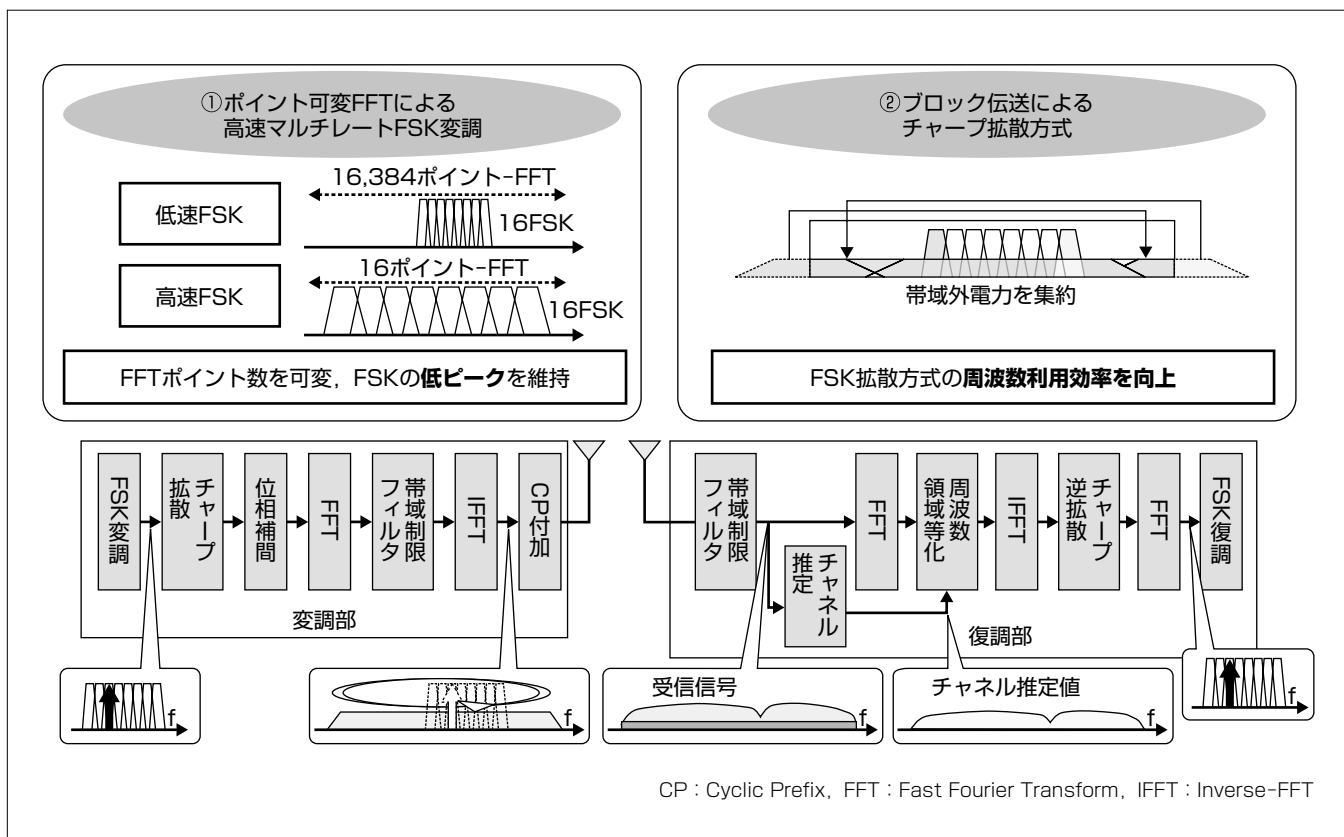 ①ポイント可変FFTによる
高速マルチレートFSK変調
16,384ポイント-FFT
低速FSK
16FSK
16ポイント-FFT
高速FSK
16FSK
FFTポイント数を可変，FSKの低ピークを維持
②ブロック伝送による
チャープ拡散方式
帯域外電力を集約
FSK拡散方式の周波数利用効率を向上
FSK変調
チャープ
拡散
位相補間
FFT
帯域制限
フィルタ
IFFT
CP付加
変調部
f
f
帯域制限
フィルタ
チャネル
推定
FFT
周波数
領域等化
IFFT
チャープ
逆拡散
FFT
FSK復調
復調部
受信信号
f
チャネル推定値
f
f
CP：Cyclic Prefix，FFT：Fast Fourier Transform，IFFT：Inverse-FFT